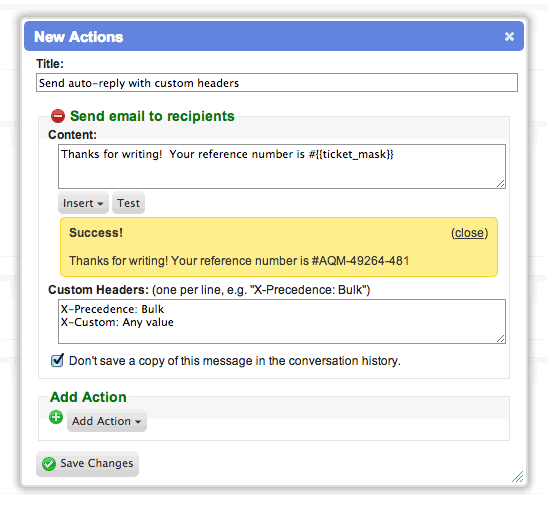 New Actions
Title:
Send auto-reply with custom headers
Send email to recipients
Content:
Thanks for writing!  Your reference number is #{{ticket_mask}}
Insert Test
Success! (close)
Thanks for writing! Your reference number is #AQM-49264-481
Custom Headers: (one per line, e.g. "X-Precedence: Bulk")
X-Precedence: Bulk
X-Custom: Any value
Don't save a copy of this message in the conversation history.
Add Action
Add Action
Save Changes